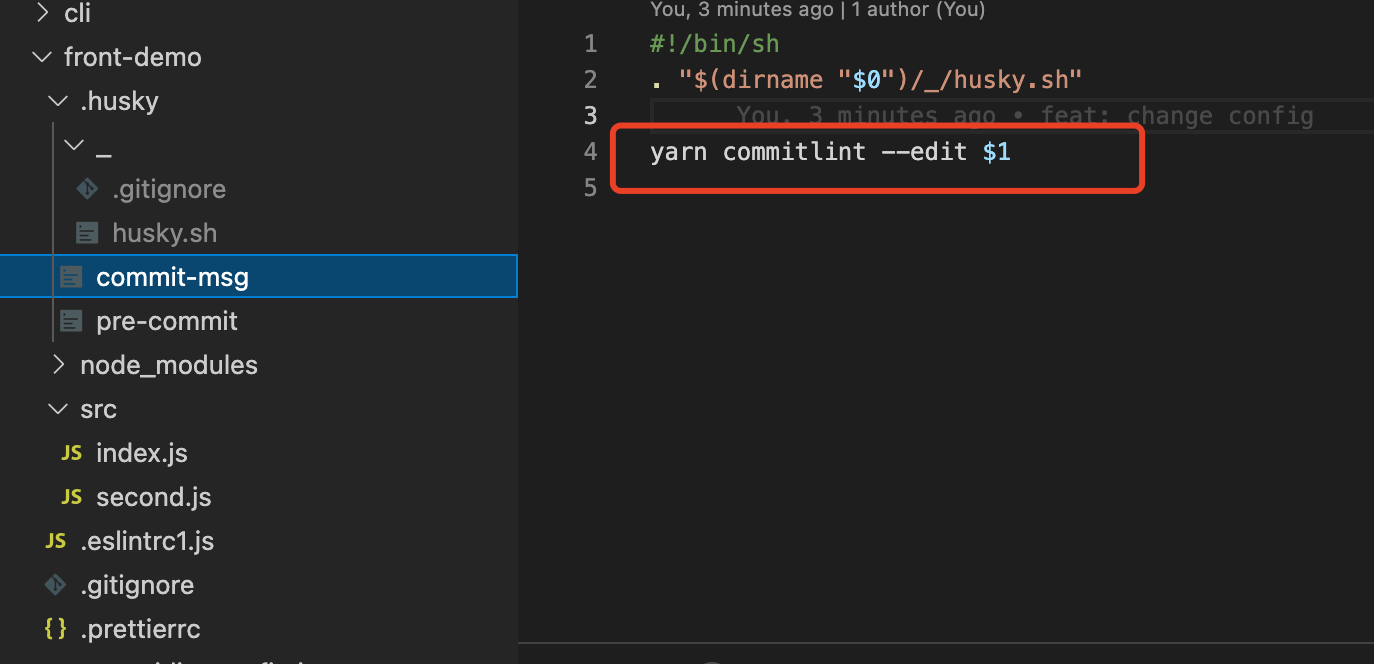 cli
front-demo
.husky
_
.gitignore
husky.sh
commit-msg
pre-commit
node_modules
src
JS index.js
JS second.js
JS .eslintrc1.js
.gitignore
{} .prettierrc
You, 3 minutes ago | 1 author (You)
1 #!/bin/sh
2 . "$(dirname "$0")/_/husky.sh"
3 You, 3 minutes ago • feat: change config
4 yarn commitlint --edit $1
5